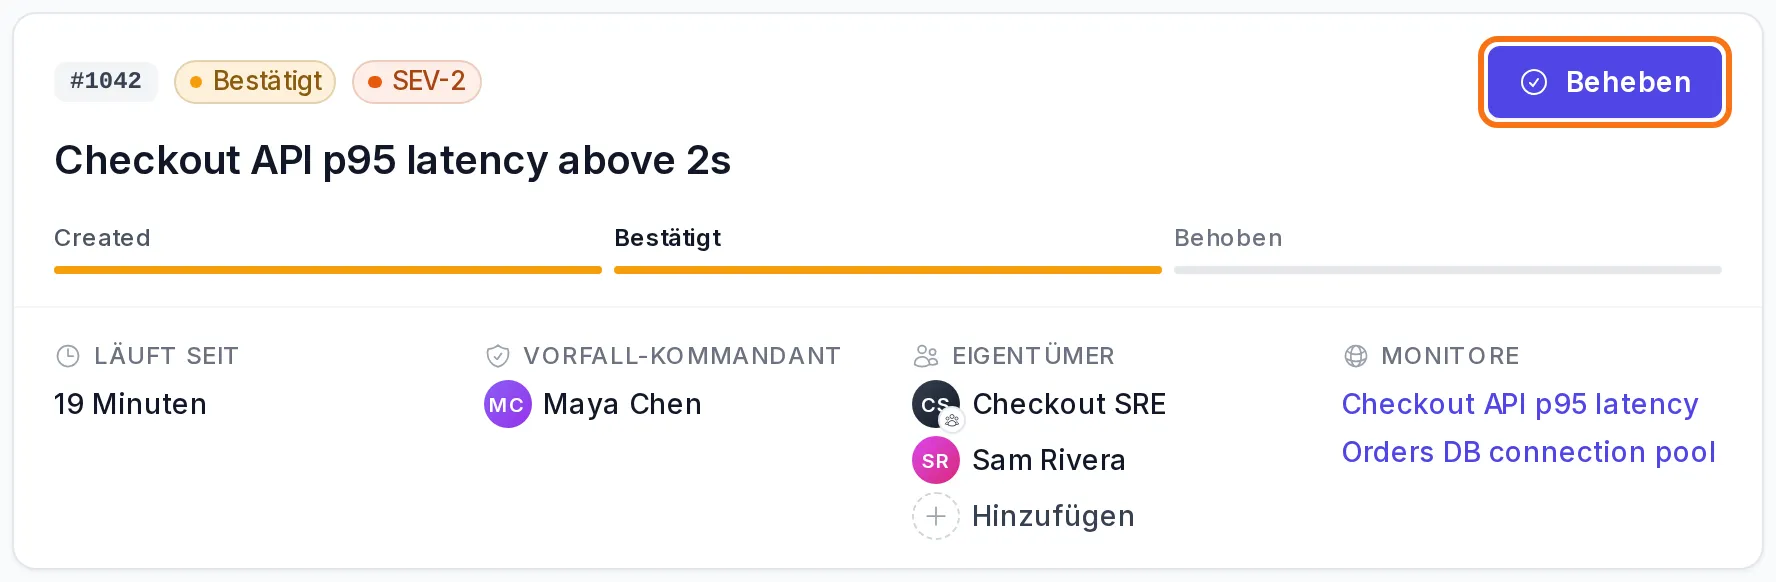 #1042 Bestätigt SEV-2 Beheben
Checkout API p95 latency above 2s
Created Bestätigt Behoben
LÄUFT SEIT
19 Minuten
VORFALL-KOMMANDANT
MC Maya Chen
EIGENTÜMER
CS Checkout SRE
SR Sam Rivera
Hinzufügen
MONITORE
Checkout API p95 latency
Orders DB connection pool